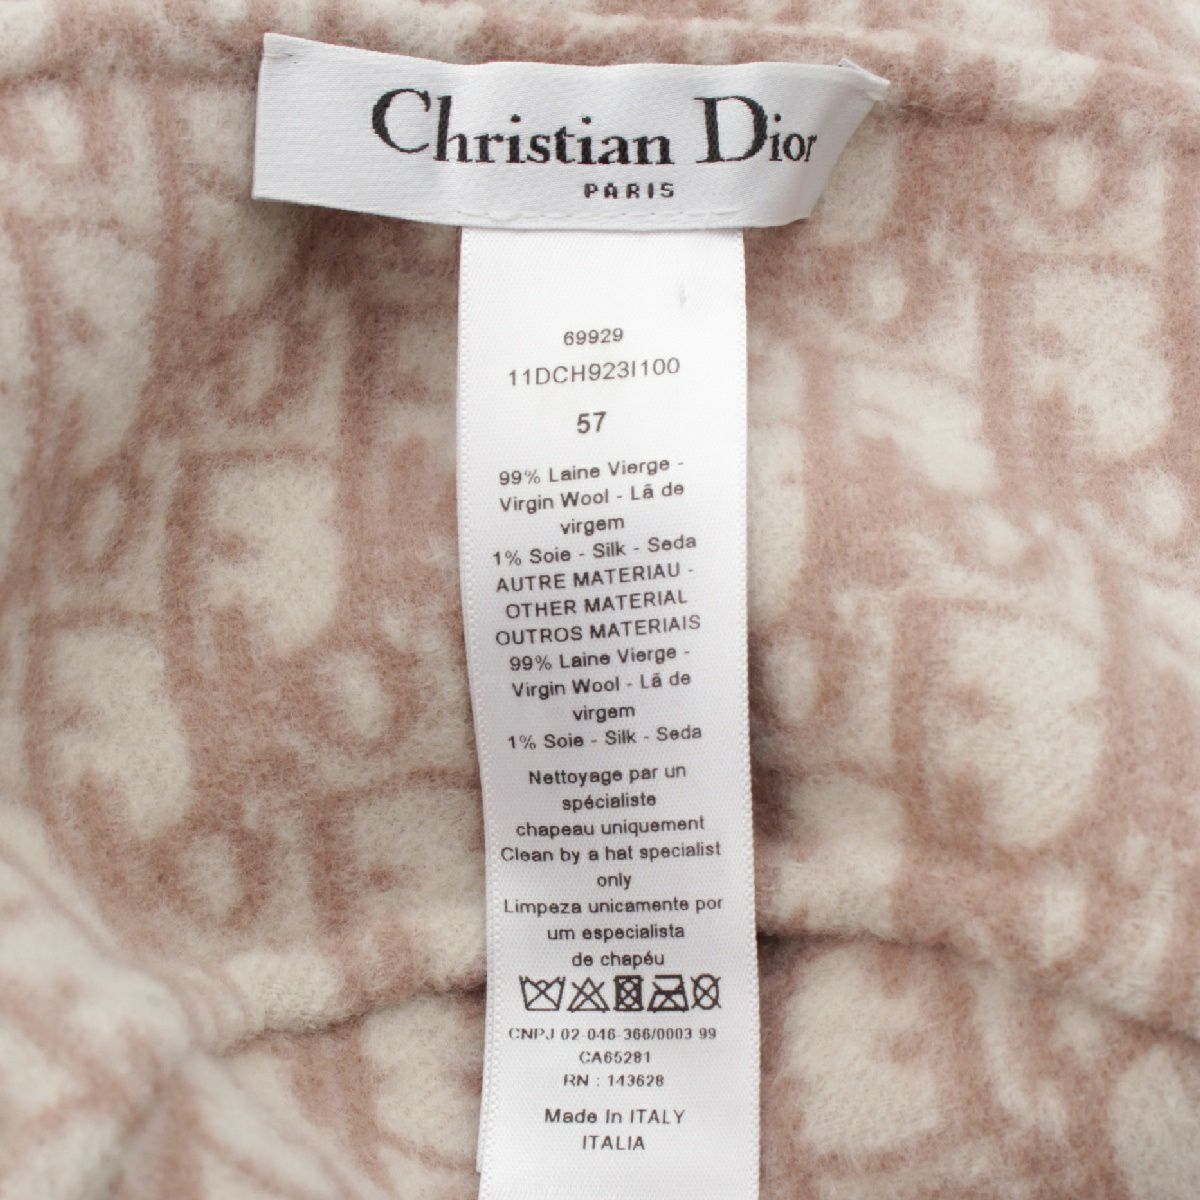 Christian Dior
PARIS
69929
11DCH923I100
57
99% Laine Vierge -
Virgin Wool - Lã de
virgem
1% Soie - Silk - Seda
AUTRE MATERIAU -
OTHER MATERIAL
OUTROS MATERIAIS
99% Laine Vierge -
Virgin Wool - Lã de
virgem
1% Soie - Silk - Seda
Nettoyage par un
spécialiste
chapeau uniquement
Clean by a hat specialist
only
Limpeza unicamente por
um especialista
de chapéu
CNPJ 02-046-366/0003 99
CA65281
RN : 143628
Made In ITALY
ITALIA